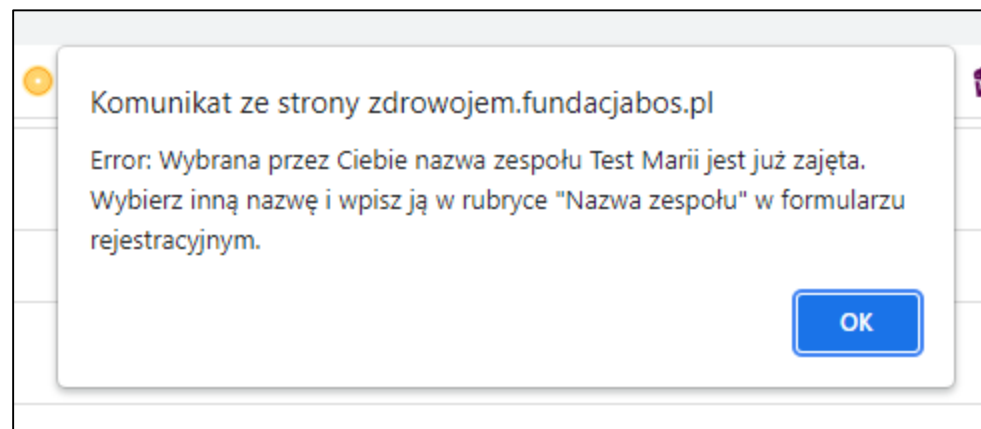 Komunikat ze strony zdrowojem.fundacjabos.pl
Error: Wybrana przez Ciebie nazwa zespołu Test Marii jest już zajęta.
Wybierz inną nazwę i wpisz ją w rubryce "Nazwa zespołu" w formularzu
rejestracyjnym.
OK